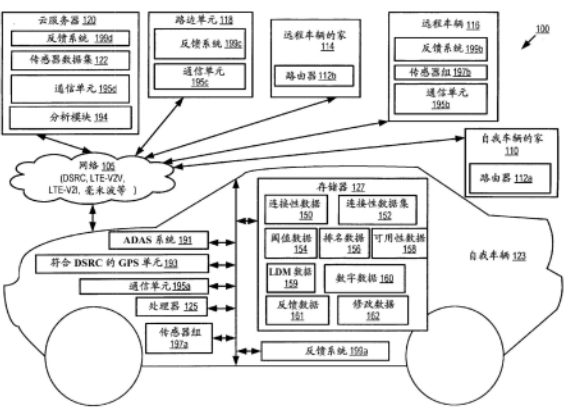 云服务器 120
反馈系统 199d
传感器数据集 122
通信单元 195d
分析模块 194
路边单元 118
反馈系统 199c
通信单元 195c
远程车辆的家 114
路由器 112b
远程车辆 116
反馈系统 199b
传感器组 197b
通信单元 195b
100
自我车辆的家 110
路由器 112a
网络 105
(DSRC, LTE-V2V,
LTE-V2I, 毫米波等)
存储器 127
连接性数据 150
连接性数据集 152
阈值数据 154
排名数据 156
可用性数据 158
LDM 数据 159
数字数据 160
反馈数据 161
修改数据 162
ADAS 系统 191
符合 DSRC 的 GPS 单元 193
通信单元 195a
处理器 125
传感器组 197a
反馈系统 199a
自我车辆 123